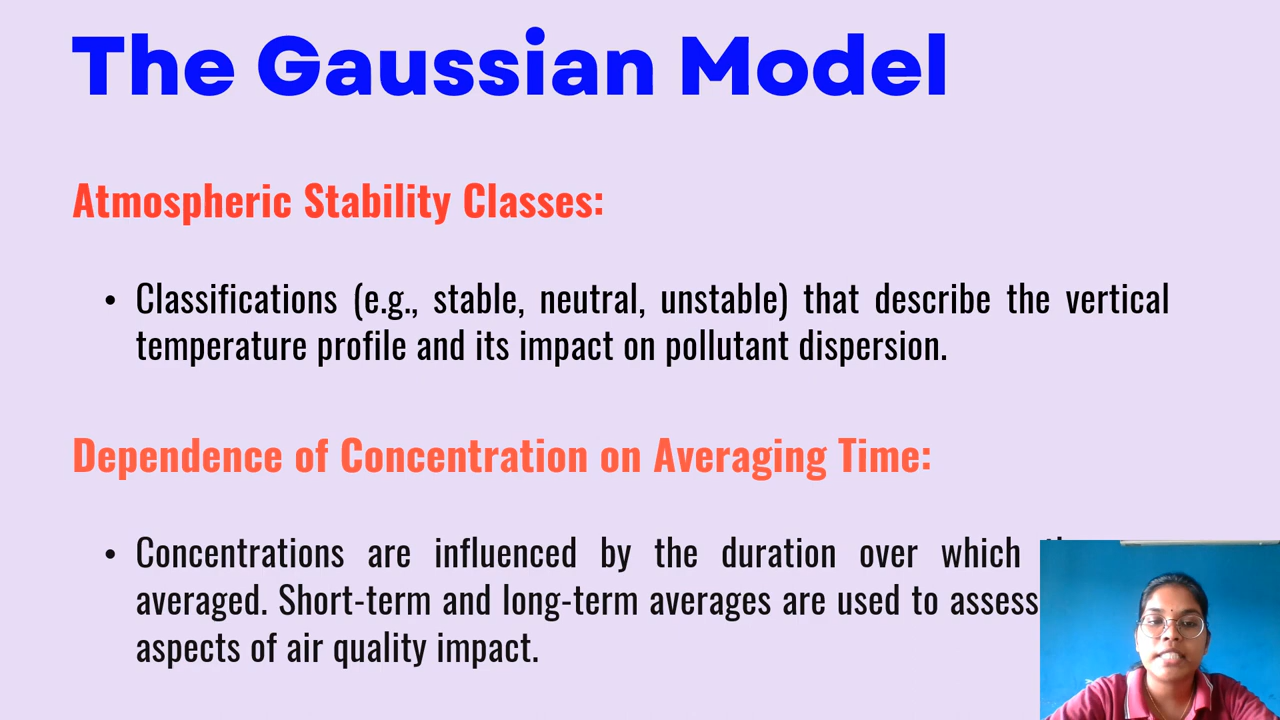 The Gaussian Model
Atmospheric Stability Classes:
• Classifications (e.g., stable, neutral, unstable) that describe the vertical
temperature profile and its impact on pollutant dispersion.
Dependence of Concentration on Averaging Time:
• Concentrations are influenced by the duration over which
averaged. Short-term and long-term averages are used to assess
aspects of air quality impact.